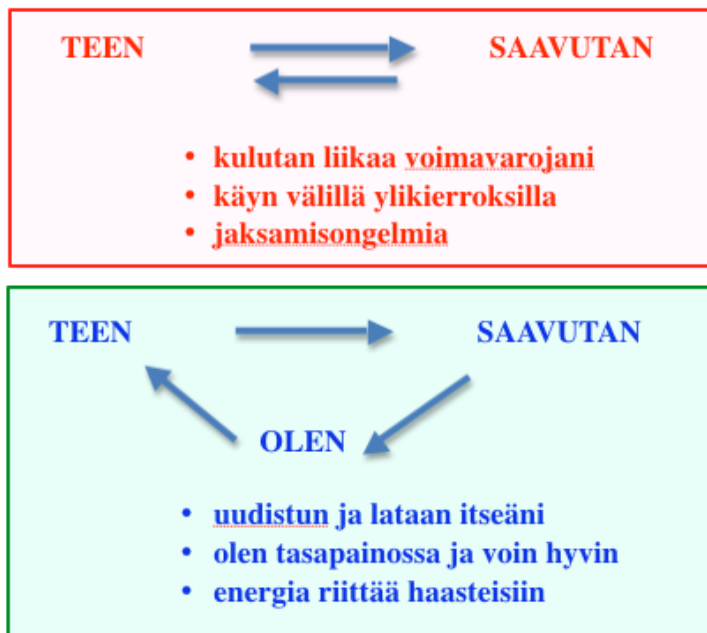 TEEN SAAVUTAN
• kulutan liikaa voimavarojani
• käyn välillä ylikierroksilla
• jaksamisongelmia
TEEN SAAVUTAN
OLEN
• uudistun ja lataan itseäni
• olen tasapainossa ja voin hyvin
• energia riittää haasteisiin